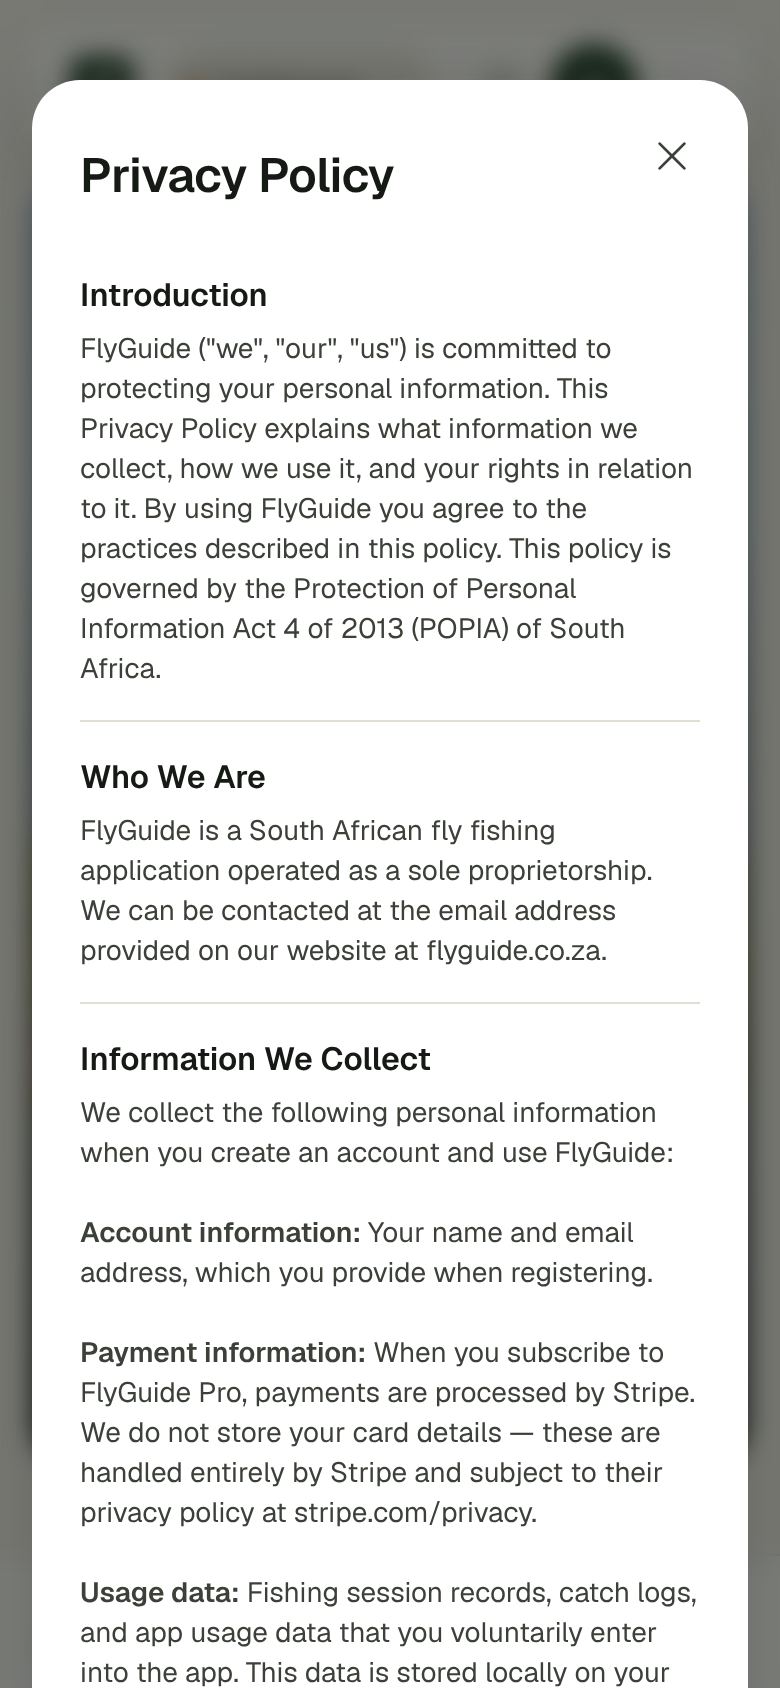 Privacy Policy
Introduction
FlyGuide ("we", "our", "us") is committed to
protecting your personal information. This
Privacy Policy explains what information we
collect, how we use it, and your rights in relation
to it. By using FlyGuide you agree to the
practices described in this policy. This policy is
governed by the Protection of Personal
Information Act 4 of 2013 (POPIA) of South
Africa.
Who We Are
FlyGuide is a South African fly fishing
application operated as a sole proprietorship.
We can be contacted at the email address
provided on our website at flyguide.co.za.
Information We Collect
We collect the following personal information
when you create an account and use FlyGuide:
Account information: Your name and email
address, which you provide when registering.
Payment information: When you subscribe to
FlyGuide Pro, payments are processed by Stripe.
We do not store your card details — these are
handled entirely by Stripe and subject to their
privacy policy at stripe.com/privacy.
Usage data: Fishing session records, catch logs,
and app usage data that you voluntarily enter
into the app. This data is stored locally on your